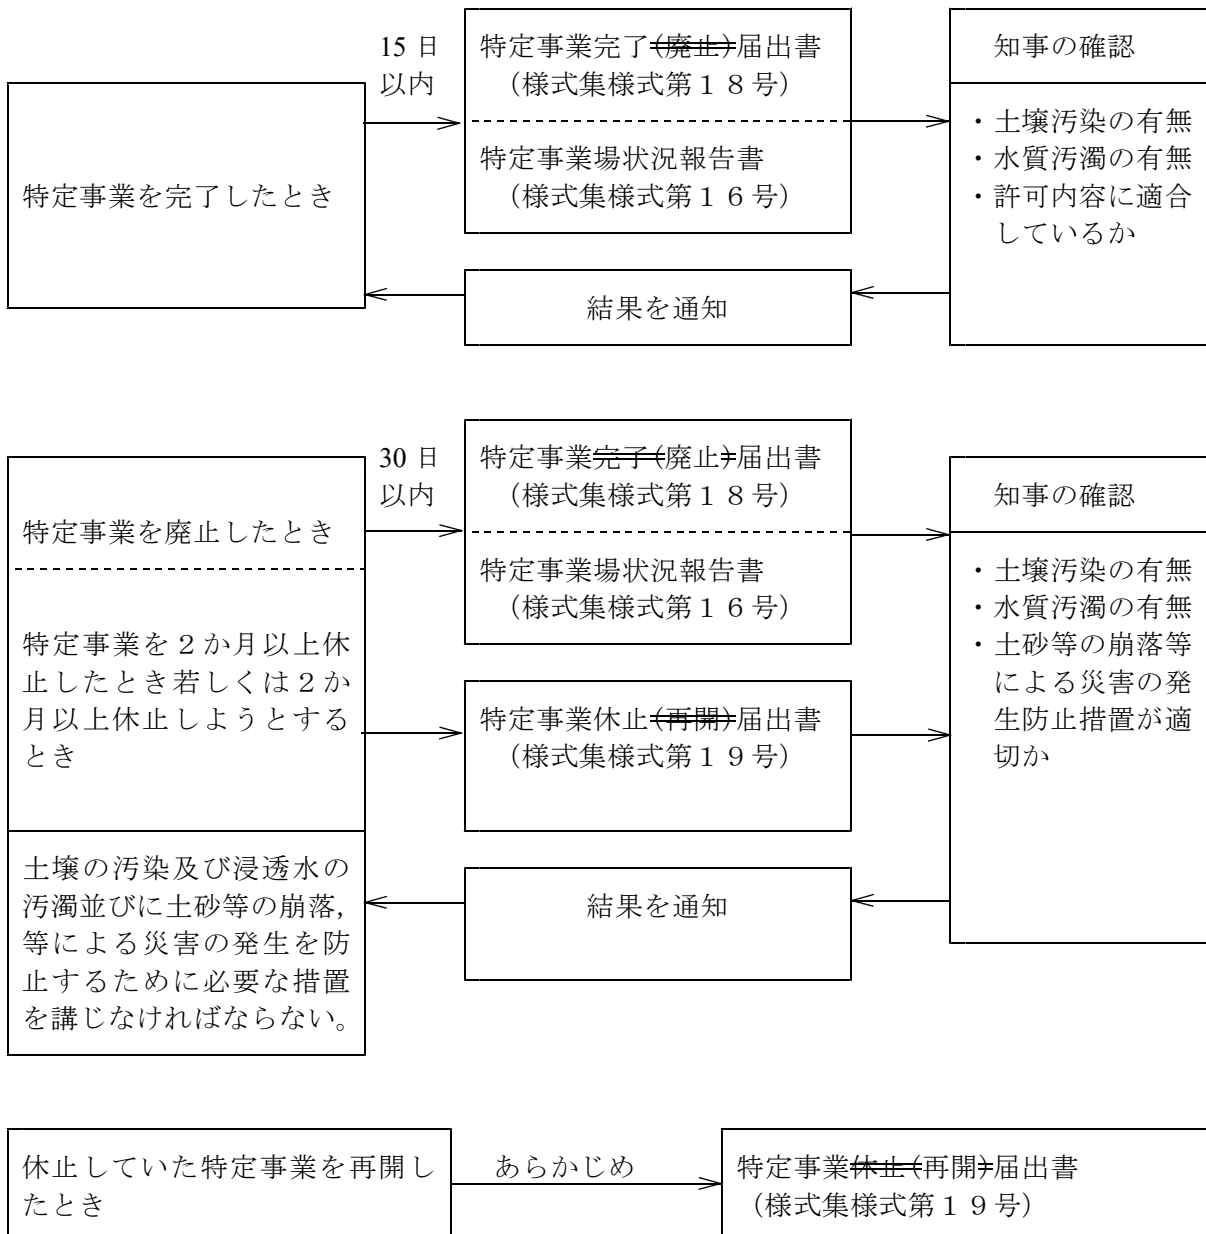 特定事業を完了したとき
15 日
以内
特定事業完了(廃止)届出書
（様式集様式第１８号）
特定事業場状況報告書
（様式集様式第１６号）
知事の確認
・土壌汚染の有無
・水質汚濁の有無
・許可内容に適合
しているか
結果を通知
特定事業を廃止したとき
特定事業を２か月以上休
止したとき若しくは２か
月以上休止しようとする
とき
土壌の汚染及び浸透水の
汚濁並びに土砂等の崩落,
等による災害の発生を防
止するために必要な措置
を講じなければならない。
30 日
以内
特定事業完了(廃止)届出書
（様式集様式第１８号）
特定事業場状況報告書
（様式集様式第１６号）
特定事業休止(再開)届出書
（様式集様式第１９号）
知事の確認
・土壌汚染の有無
・水質汚濁の有無
・土砂等の崩落等
による災害の発
生防止措置が適
切か
結果を通知
休止していた特定事業を再開し
たとき
あらかじめ
特定事業休止(再開)届出書
（様式集様式第１９号）